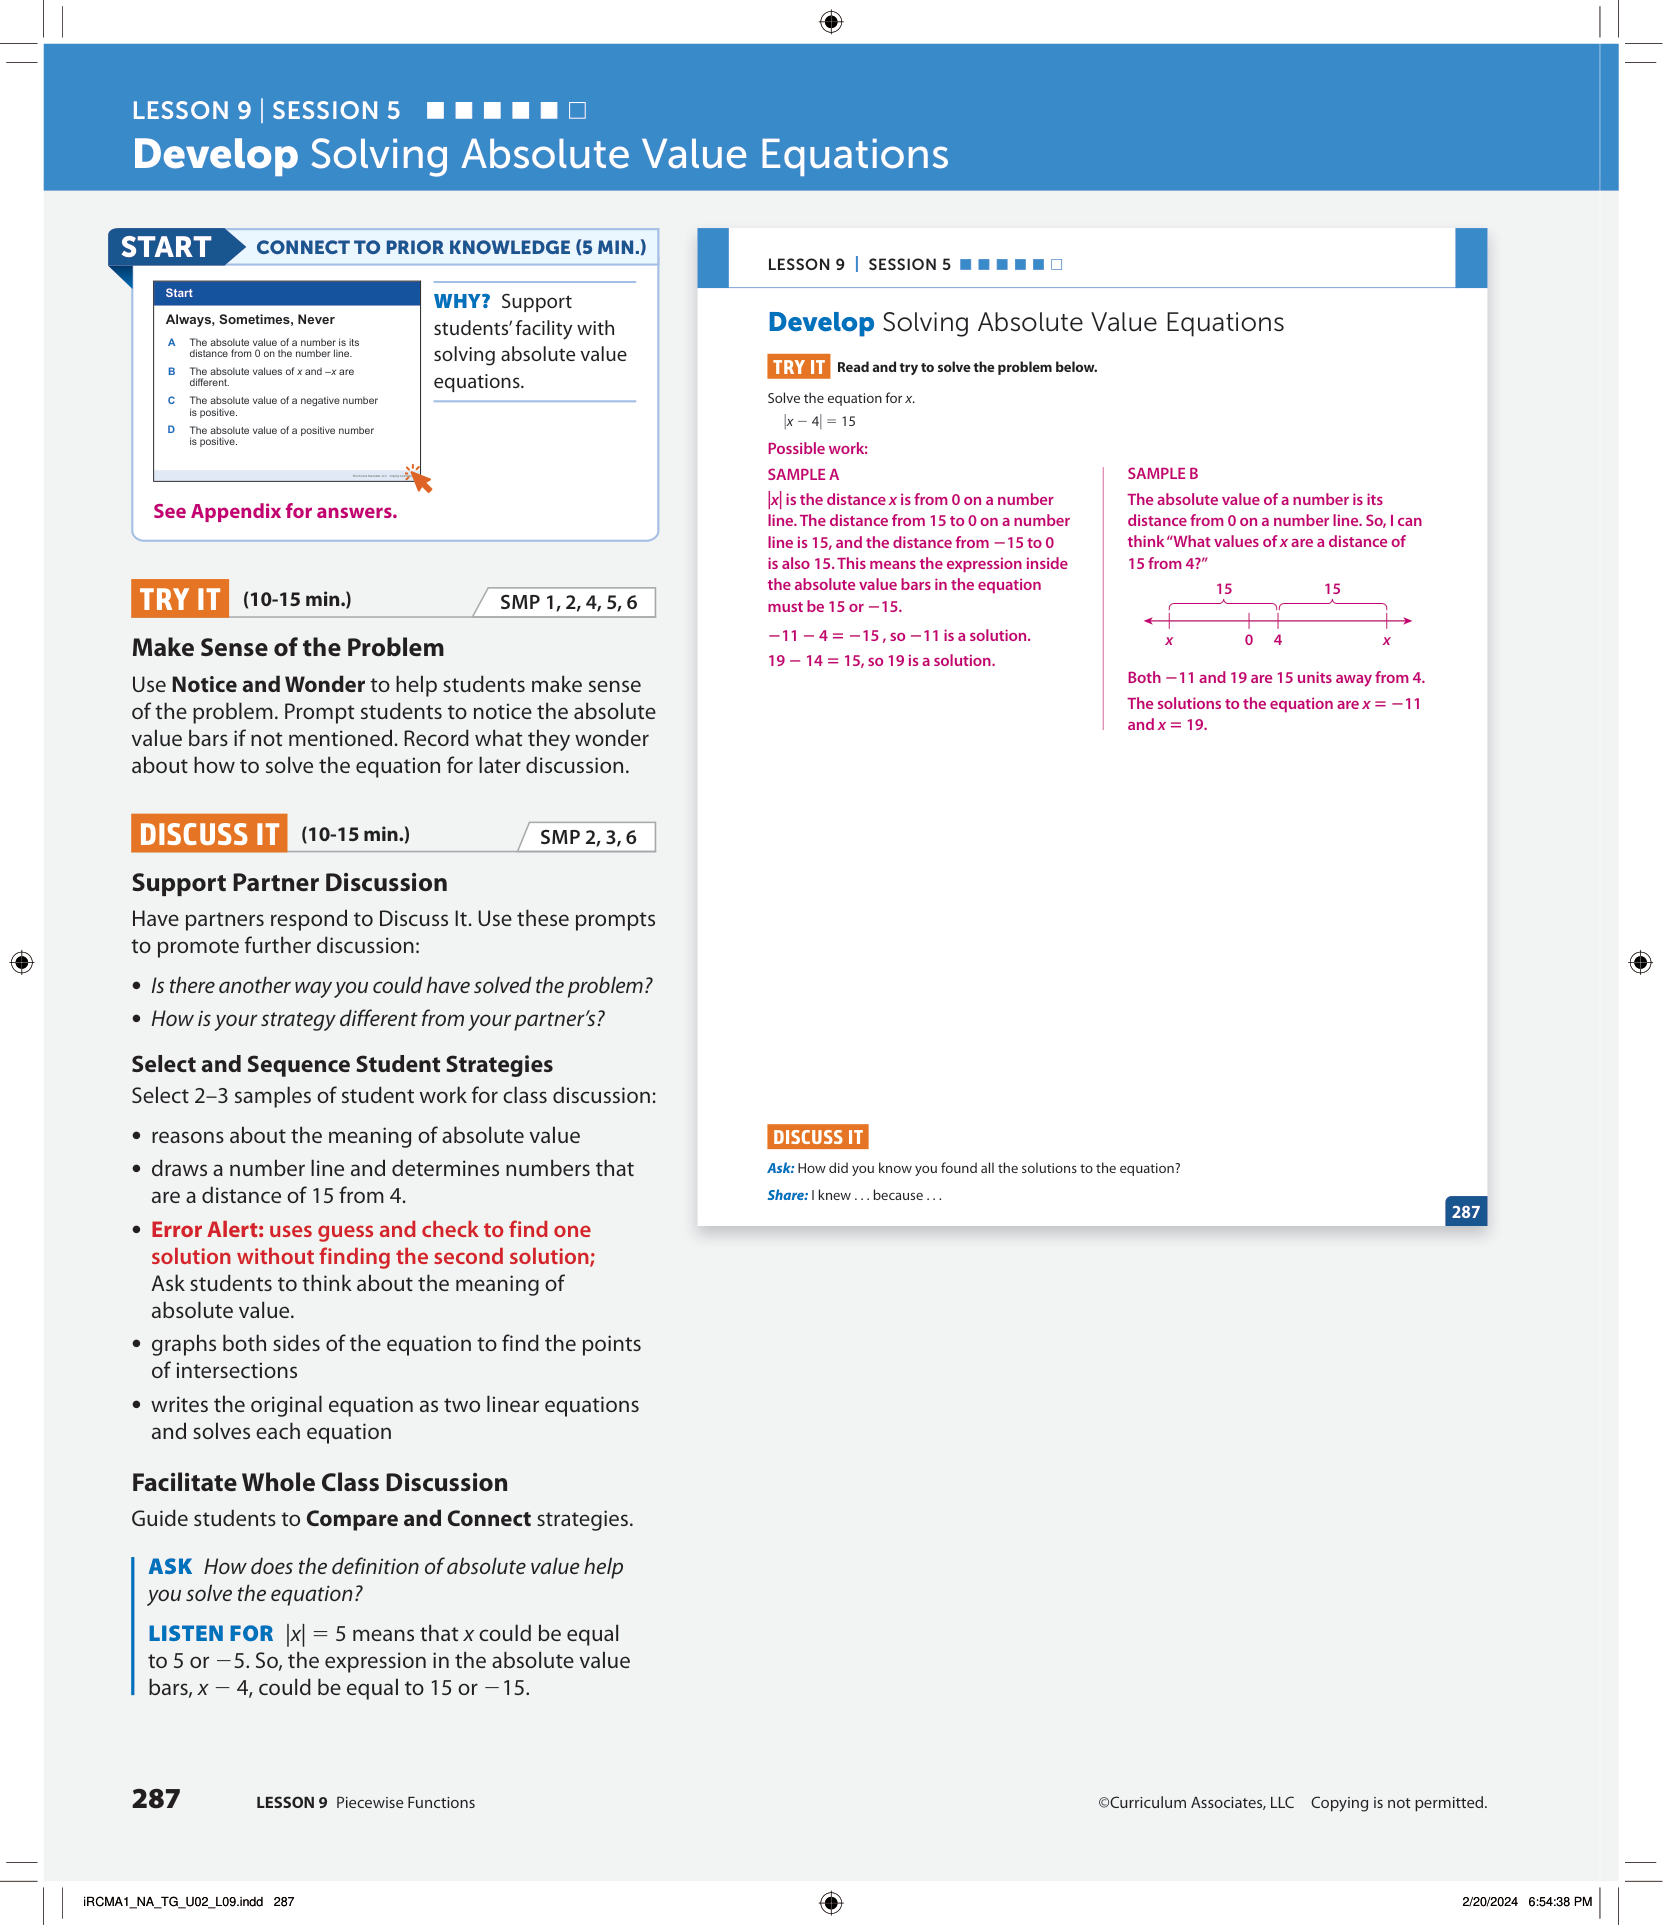 LESSON 9 | SESSION 5
Develop Solving Absolute Value Equations
START
CONNECT TO PRIOR KNOWLEDGE (5 MIN.)
Start
Always, Sometimes, Never
A The absolute value of a number is its
distance from 0 on the number line.
B The absolute values of x and –x are
different.
C The absolute value of a negative number
is positive.
D The absolute value of a positive number
is positive.
WHY? Support
students’ facility with
solving absolute value
equations.
See Appendix for answers.
TRY IT (10-15 min.) SMP 1, 2, 4, 5, 6
Make Sense of the Problem
Use Notice and Wonder to help students make sense
of the problem. Prompt students to notice the absolute
value bars if not mentioned. Record what they wonder
about how to solve the equation for later discussion.
DISCUSS IT (10-15 min.) SMP 2, 3, 6
Support Partner Discussion
Have partners respond to Discuss It. Use these prompts
to promote further discussion:
• Is there another way you could have solved the problem?
• How is your strategy different from your partner’s?
Select and Sequence Student Strategies
Select 2–3 samples of student work for class discussion:
• reasons about the meaning of absolute value
• draws a number line and determines numbers that
are a distance of 15 from 4.
• Error Alert: uses guess and check to find one
solution without finding the second solution;
Ask students to think about the meaning of
absolute value.
• graphs both sides of the equation to find the points
of intersections
• writes the original equation as two linear equations
and solves each equation
Facilitate Whole Class Discussion
Guide students to Compare and Connect strategies.
ASK How does the definition of absolute value help
you solve the equation?
LISTEN FOR |x| = 5 means that x could be equal
to 5 or −5. So, the expression in the absolute value
bars, x − 4, could be equal to 15 or −15.
LESSON 9 | SESSION 5
Develop Solving Absolute Value Equations
TRY IT Read and try to solve the problem below.
Solve the equation for x.
|x − 4| = 15
Possible work:
SAMPLE A
|x| is the distance x is from 0 on a number
line. The distance from 15 to 0 on a number
line is 15, and the distance from −15 to 0
is also 15. This means the expression inside
the absolute value bars in the equation
must be 15 or −15.
−11 − 4 = −15 , so −11 is a solution.
19 − 14 = 15, so 19 is a solution.
SAMPLE B
The absolute value of a number is its
distance from 0 on a number line. So, I can
think “What values of x are a distance of
15 from 4?”
15 15
x 0 4 x
Both −11 and 19 are 15 units away from 4.
The solutions to the equation are x = −11
and x = 19.
DISCUSS IT
Ask: How did you know you found all the solutions to the equation?
Share: I knew . . . because . . .
287
287 LESSON 9 Piecewise Functions
©Curriculum Associates, LLC Copying is not permitted.
iRCMA1_NA_TG_U02_L09.indd 287
2/20/2024 6:54:38 PM